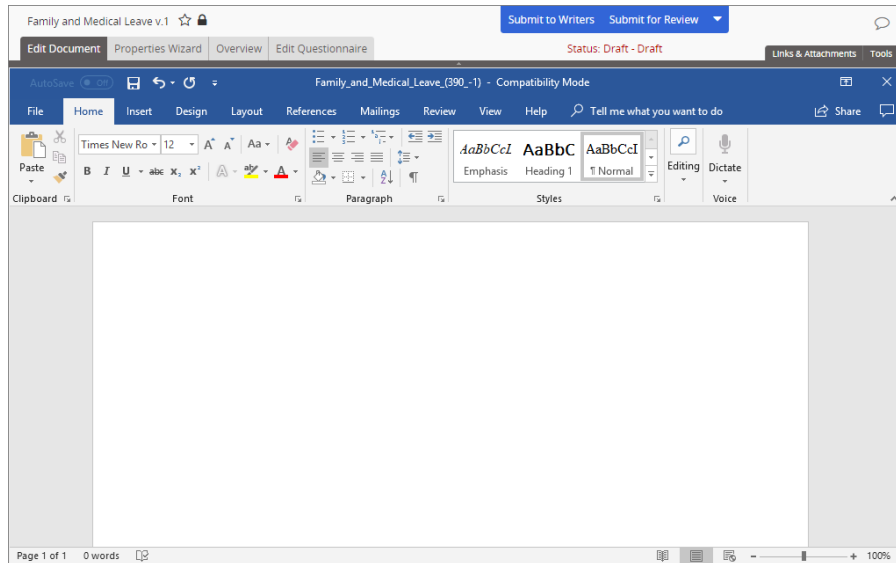 Family and Medical Leave v.1
Submit to Writers Submit for Review
Edit Document Properties Wizard Overview Edit Questionnaire
Status: Draft - Draft
Links & Attachments Tools
AutoSave Off
Family_and_Medical_Leave_(390_-1) - Compatibility Mode
File Home Insert Design Layout References Mailings Review View Help Tell me what you want to do Share
Times New Ro 12 A A Aa
AaBbCcI AaBbC AaBbCcI
Paste
B I U abc x₂ x² A aby A
Emphasis Heading 1 ¶ Normal
Editing Dictate
Clipboard Font Paragraph Styles Voice
Page 1 of 1 0 words
100%